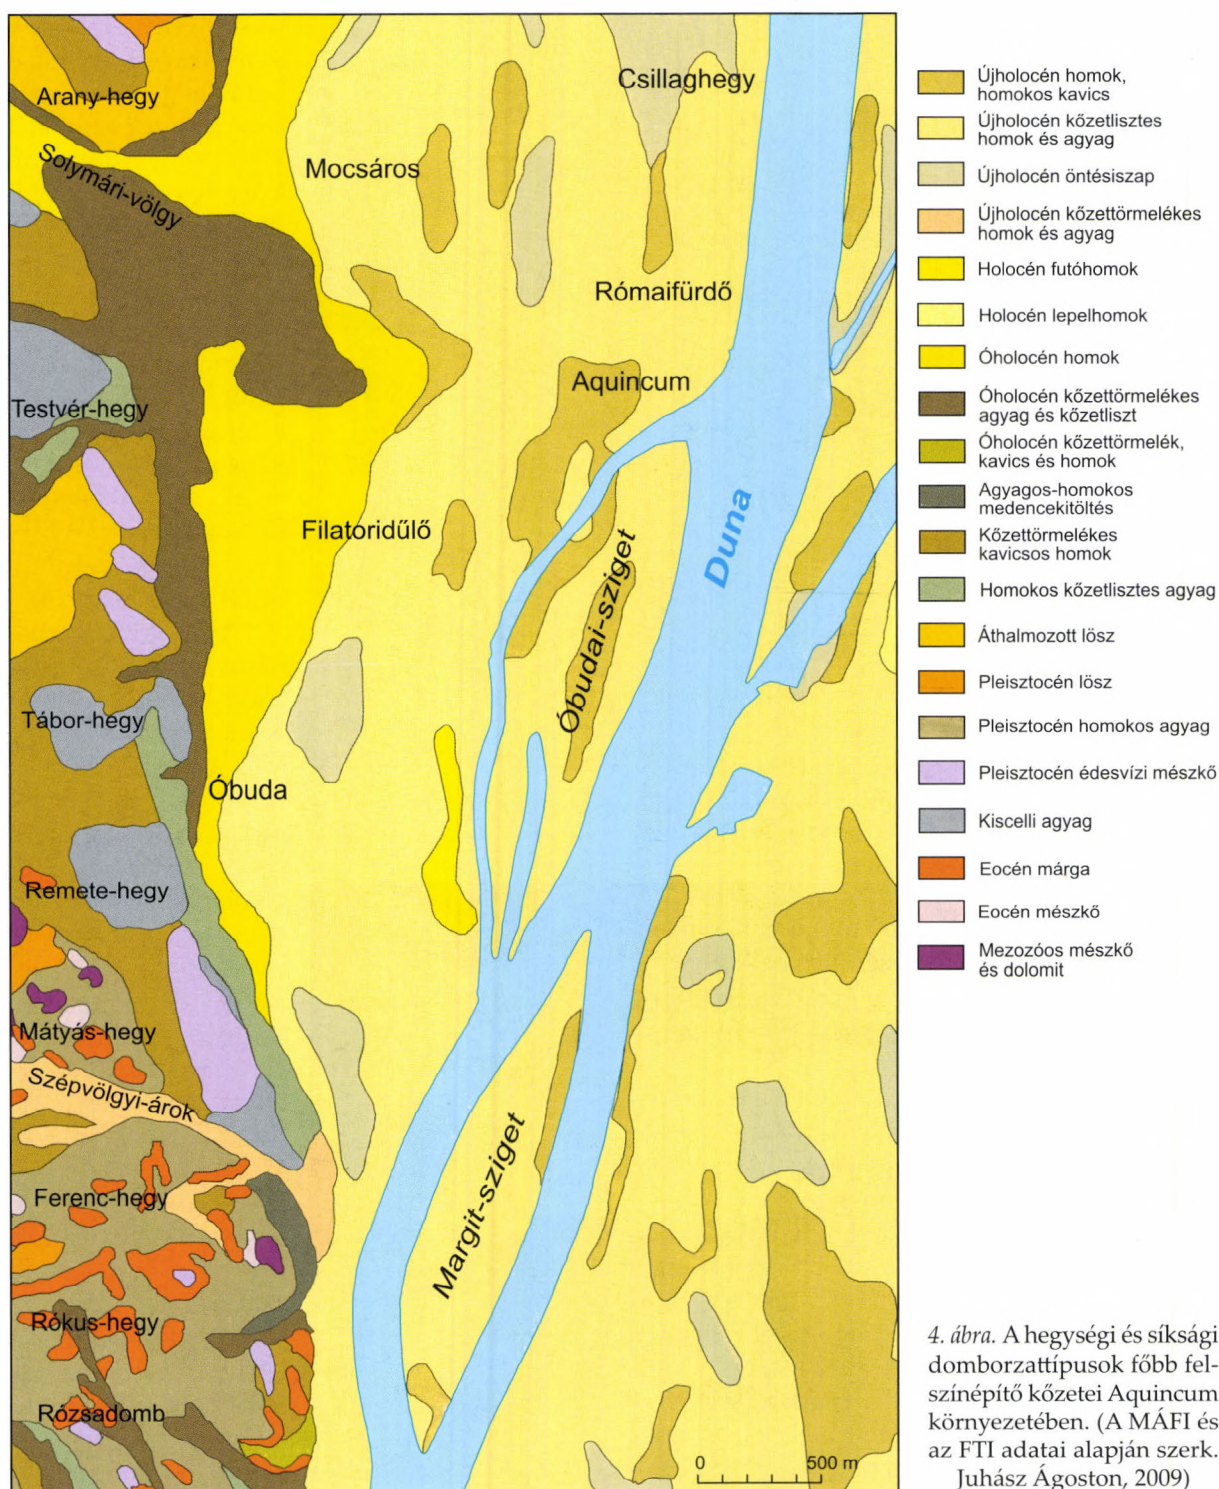 Csillaghegy
Arany-hegy
Solymári-völgy
Mocsáros
Rómaifürdő
Aquincum
Testvér-hegy
Filatoridűlő
Duna
Óbudai-sziget
Tábor-hegy
Óbuda
Remete-hegy
Mátyás-hegy
Szépvölgyi-árok
Ferenc-hegy
Margit-sziget
Rókus-hegy
Rózsadomb
0 500 m
Újholocén homok,
homokos kavics
Újholocén kőzetlisztes
homok és agyag
Újholocén öntésiszap
Újholocén kőzettörmelékes
homok és agyag
Holocén futóhomok
Holocén lepelhomok
Óholocén homok
Óholocén kőzettörmelékes
agyag és kőzetliszt
Óholocén kőzettörmelék,
kavics és homok
Agyagos-homokos
medencekitöltés
Kőzettörmelékes
kavicsos homok
Homokos kőzetlisztes agyag
Áthalmozott lösz
Pleisztocén lösz
Pleisztocén homokos agyag
Pleisztocén édesvízi mészkő
Kiscelli agyag
Eocén márga
Eocén mészkő
Mezozóos mészkő
és dolomit
4. ábra. A hegységi és síksági
domborzattípusok főbb fel-
színépítő kőzetei Aquincum
környezetében. (A MÁFI és
az FTI adatai alapján szerk.
Juhász Ágoston, 2009)